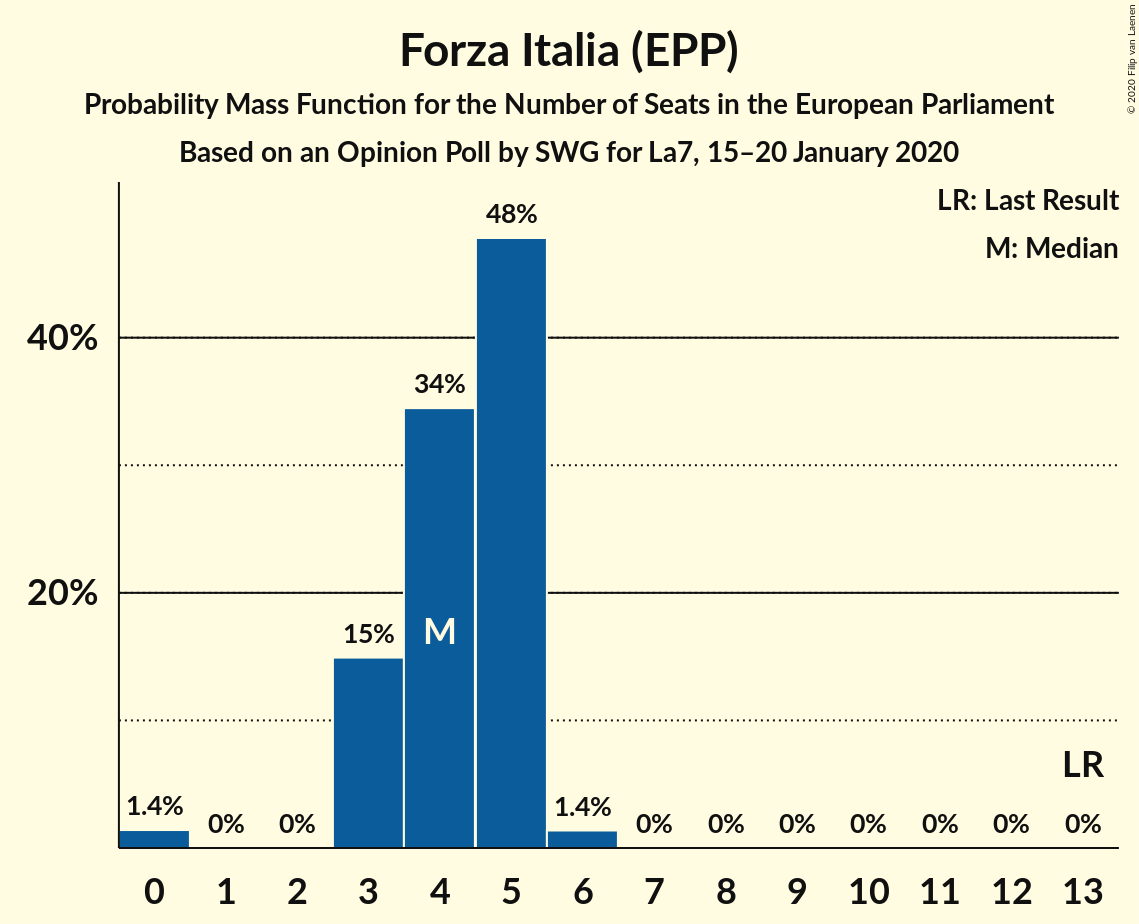 Forza Italia (EPP)
Probability Mass Function for the Number of Seats in the European Parliament
Based on an Opinion Poll by SWG for La7, 15–20 January 2020
© 2020 Filip van Laenen
LR: Last Result
M: Median
48%
40%
34%
20%
15%
M
LR
1.4% 0% 0% 1.4% 0% 0% 0% 0% 0% 0% 0%
0 1 2 3 4 5 6 7 8 9 10 11 12 13